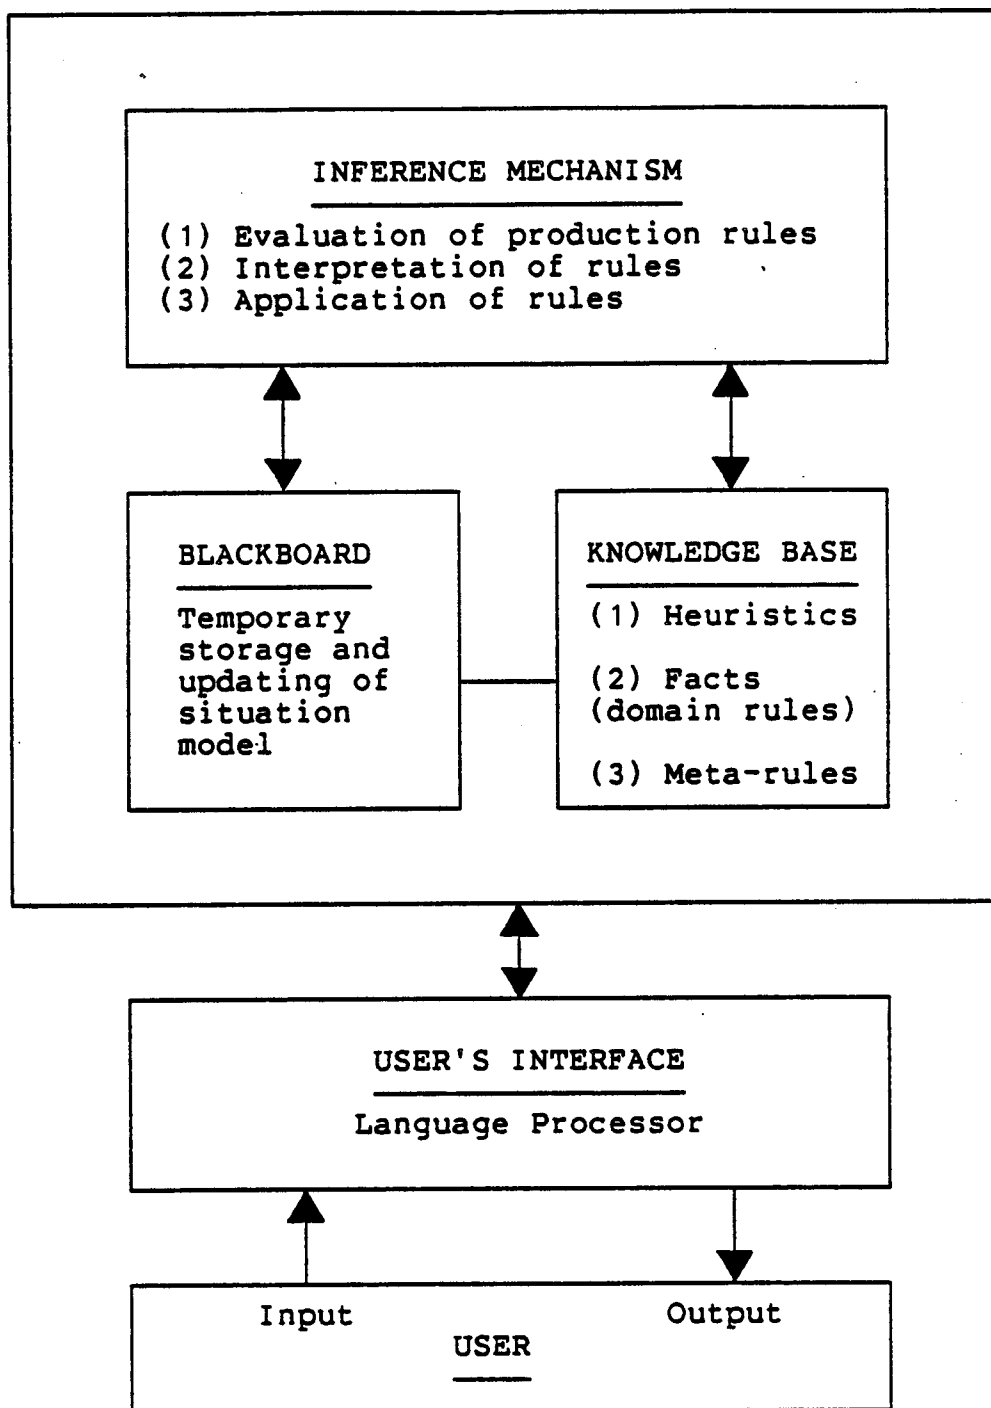 INFERENCE MECHANISM
(1) Evaluation of production rules
(2) Interpretation of rules
(3) Application of rules
BLACKBOARD
Temporary
storage and
updating of
situation
model
KNOWLEDGE BASE
(1) Heuristics
(2) Facts
(domain rules)
(3) Meta-rules
USER'S INTERFACE
Language Processor
Input Output
USER